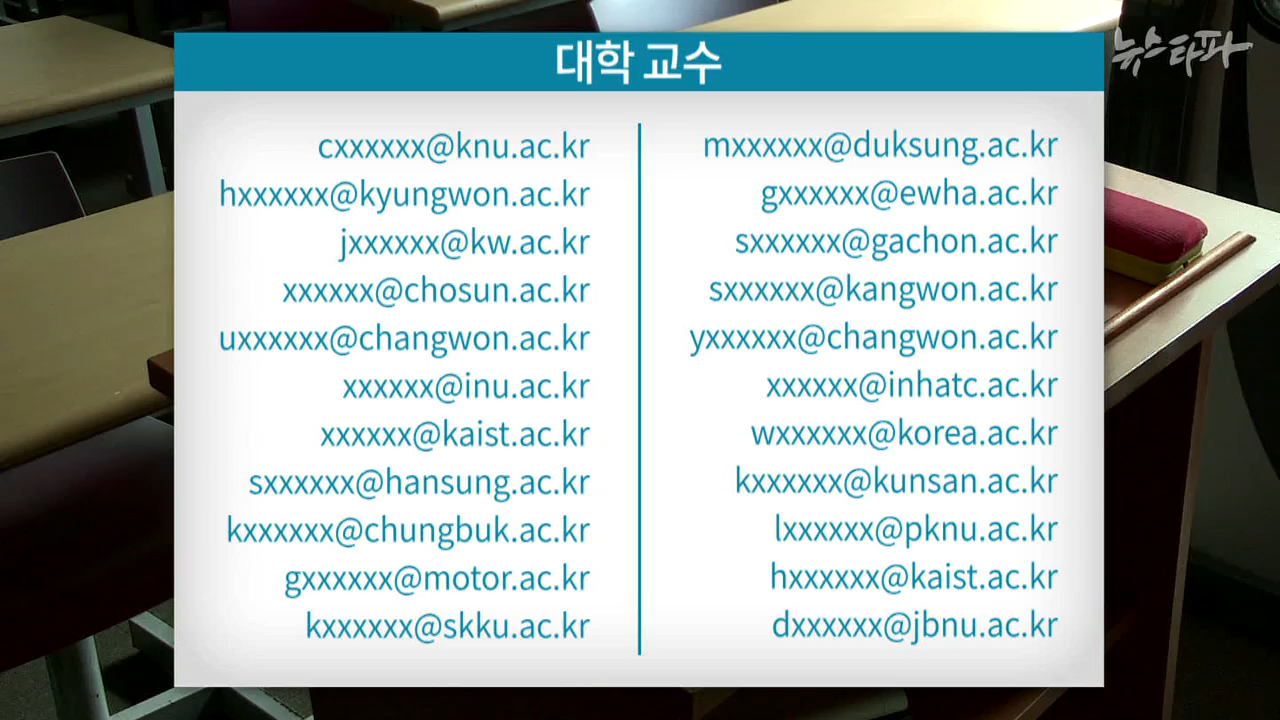 뉴스타파
대학 교수
cxxxxxx@knu.ac.kr
hxxxxxx@kyungwon.ac.kr
jxxxxxx@kw.ac.kr
xxxxxx@chosun.ac.kr
uxxxxxx@changwon.ac.kr
xxxxxx@inu.ac.kr
xxxxxx@kaist.ac.kr
sxxxxxx@hansung.ac.kr
kxxxxxx@chungbuk.ac.kr
gxxxxxx@motor.ac.kr
kxxxxxx@skku.ac.kr
mxxxxxx@duksung.ac.kr
gxxxxxx@ewha.ac.kr
sxxxxxx@gachon.ac.kr
sxxxxxx@kangwon.ac.kr
yxxxxxx@changwon.ac.kr
xxxxxx@inhatc.ac.kr
wxxxxxx@korea.ac.kr
kxxxxxx@kunsan.ac.kr
lxxxxxx@pknu.ac.kr
hxxxxxx@kaist.ac.kr
dxxxxxx@jbnu.ac.kr